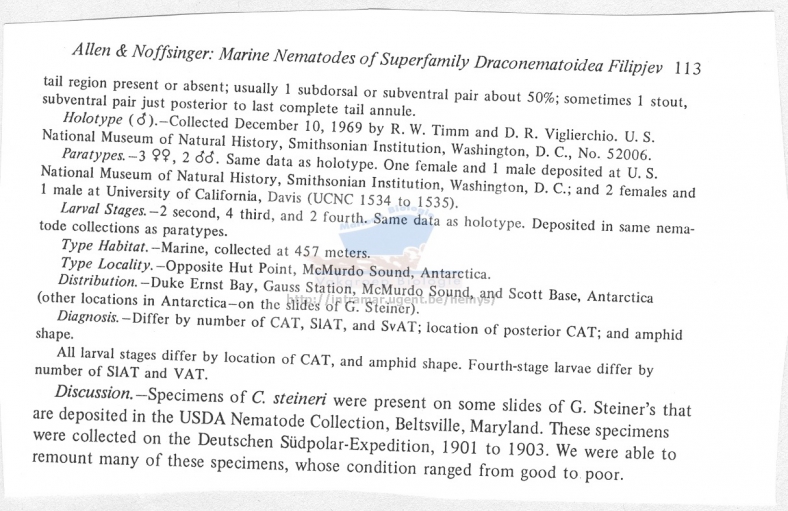 Allen & Noffsinger: Marine Nematodes of Superfamily Draconematoidea Filipjev 113
tail region present or absent; usually 1 subdorsal or subventral pair about 50%; sometimes 1 stout,
subventral pair just posterior to last complete tail annule.
Holotype (♂).—Collected December 10, 1969 by R. W. Timm and D. R. Viglierchio. U. S.
National Museum of Natural History, Smithsonian Institution, Washington, D. C., No. 52006.
Paratypes.—3 ♀♀, 2 ♂♂. Same data as holotype. One female and 1 male deposited at U. S.
National Museum of Natural History, Smithsonian Institution, Washington, D. C.; and 2 females and
1 male at University of California, Davis (UCNC 1534 to 1535).
Larval Stages.—2 second, 4 third, and 2 fourth. Same data as holotype. Deposited in same nema-
tode collections as paratypes.
Type Habitat.—Marine, collected at 457 meters.
Type Locality.—Opposite Hut Point, McMurdo Sound, Antarctica.
Distribution.—Duke Ernst Bay, Gauss Station, McMurdo Sound, and Scott Base, Antarctica
(other locations in Antarctica—on the slides of G. Steiner).
http://intramar.ugent.be/nemys/
Diagnosis.—Differ by number of CAT, SlAT, and SvAT; location of posterior CAT; and amphid
shape.
All larval stages differ by location of CAT, and amphid shape. Fourth-stage larvae differ by
number of SlAT and VAT.
Discussion.—Specimens of C. steineri were present on some slides of G. Steiner's that
are deposited in the USDA Nematode Collection, Beltsville, Maryland. These specimens
were collected on the Deutschen Südpolar-Expedition, 1901 to 1903. We were able to
remount many of these specimens, whose condition ranged from good to poor.